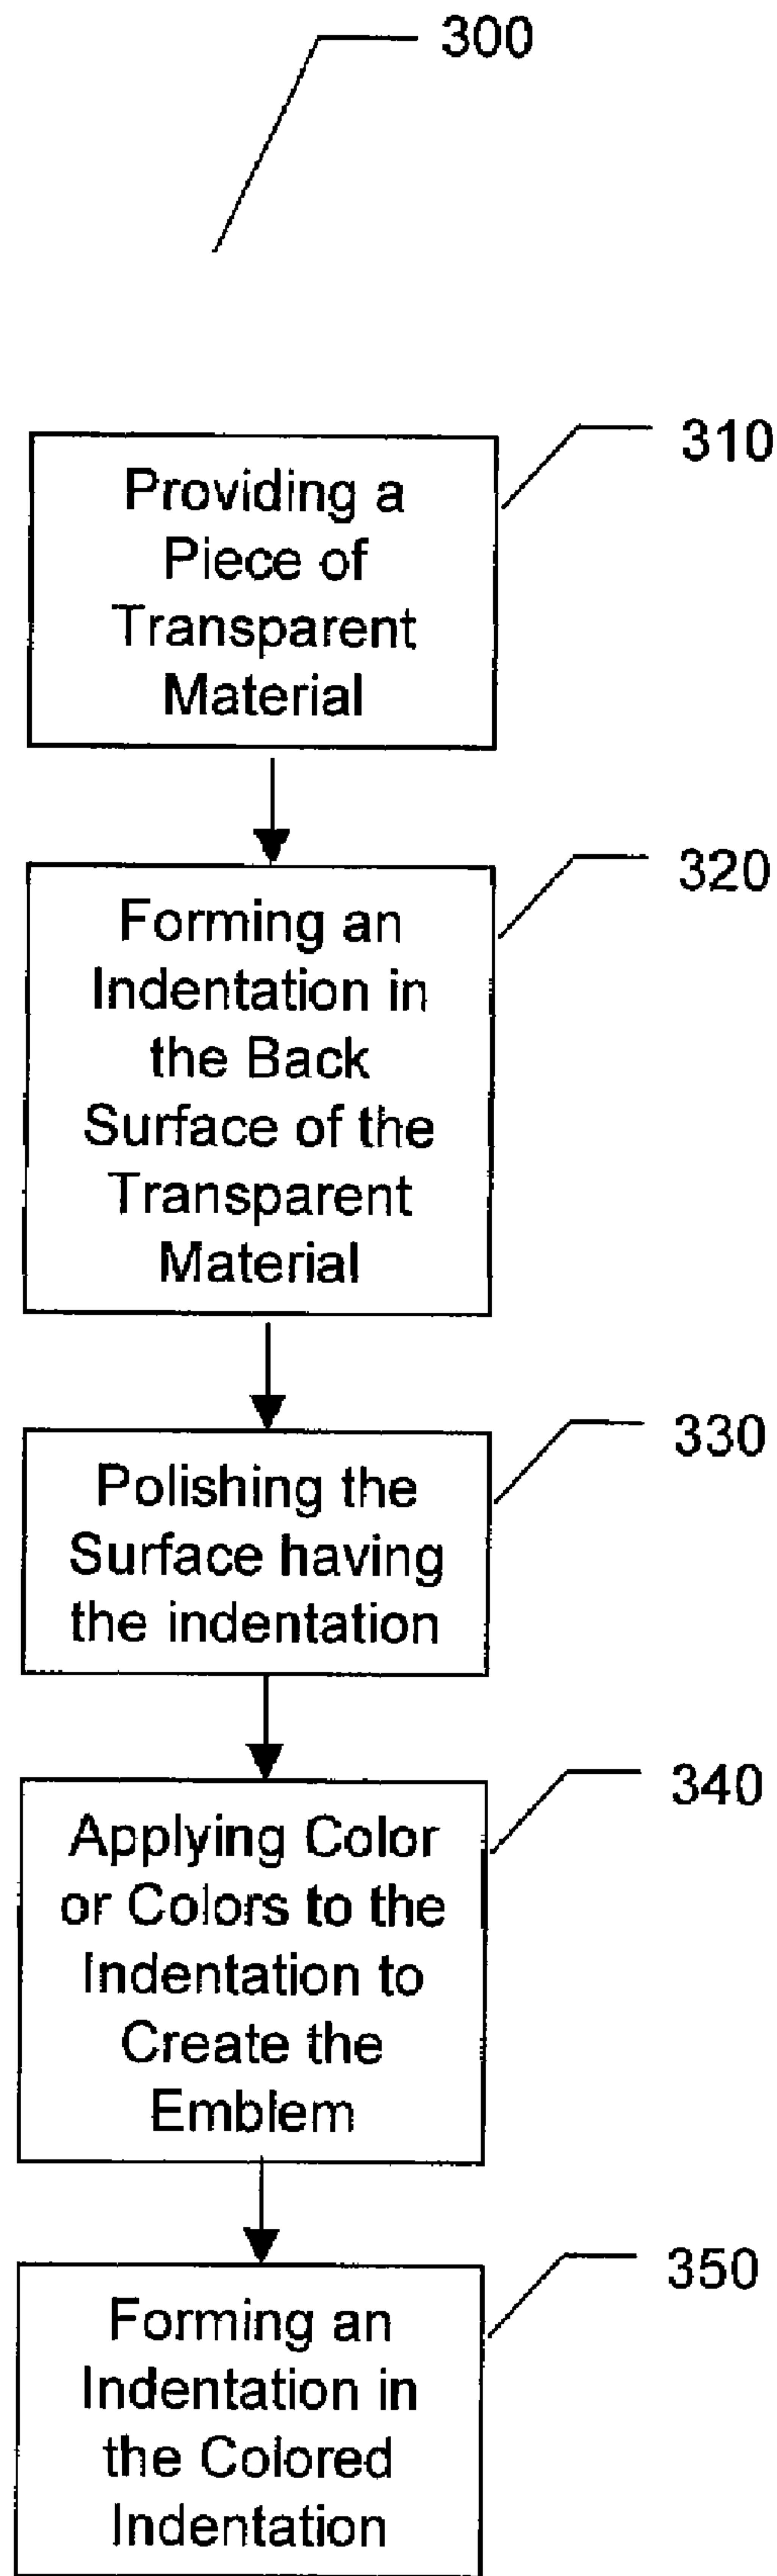 300
310
Providing a
Piece of
Transparent
Material
320
Forming an
Indentation in
the Back
Surface of the
Transparent
Material
330
Polishing the
Surface having
the indentation
340
Applying Color
or Colors to the
Indentation to
Create the
Emblem
350
Forming an
Indentation in
the Colored
Indentation